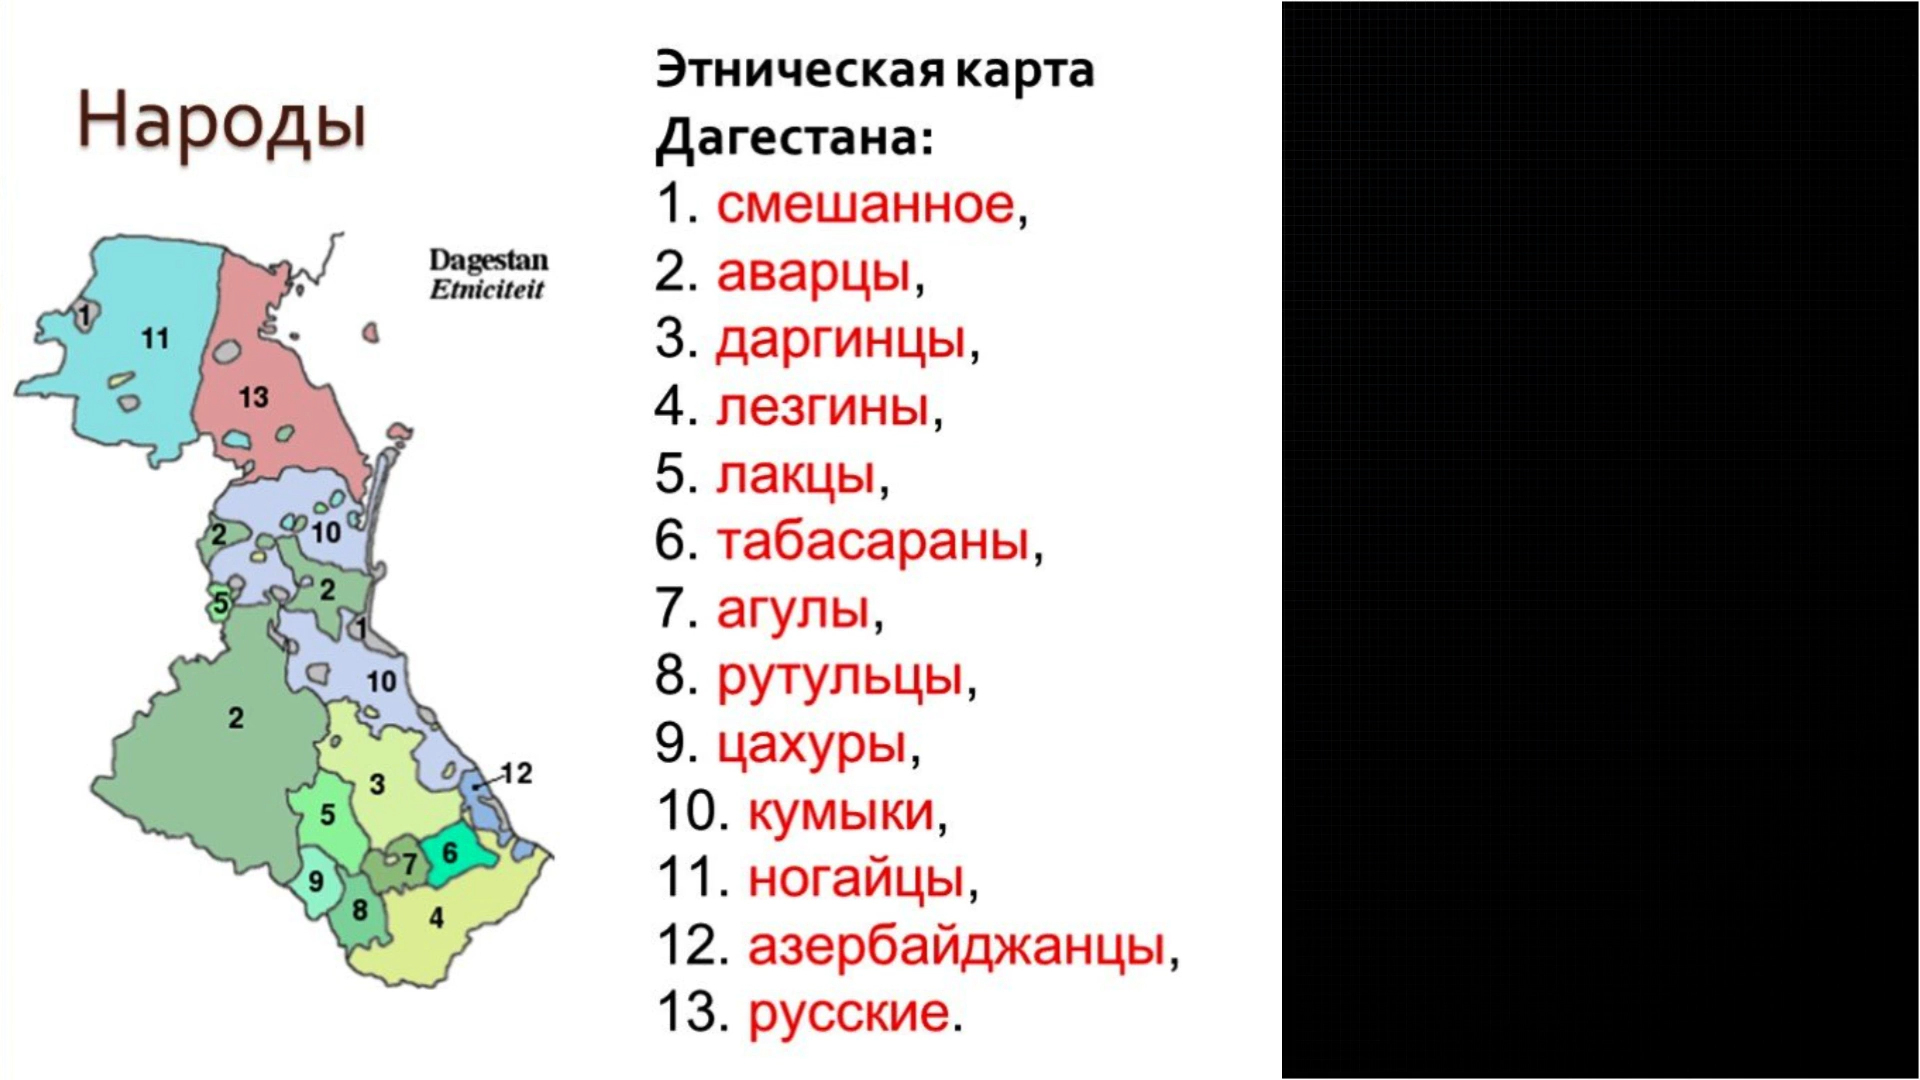 Народы
Этническая карта
Дагестана:
1. смешанное,
2. аварцы,
3. даргинцы,
4. лезгины,
5. лакцы,
6. табасараны,
7. агулы,
8. рутульцы,
9. цахуры,
10. кумыки,
11. ногайцы,
12. азербайджанцы,
13. русские.
Dagestan
Etniciteit
1
11
13
2
10
2
5
1
10
2
12
3
5
6
7
9
8
4